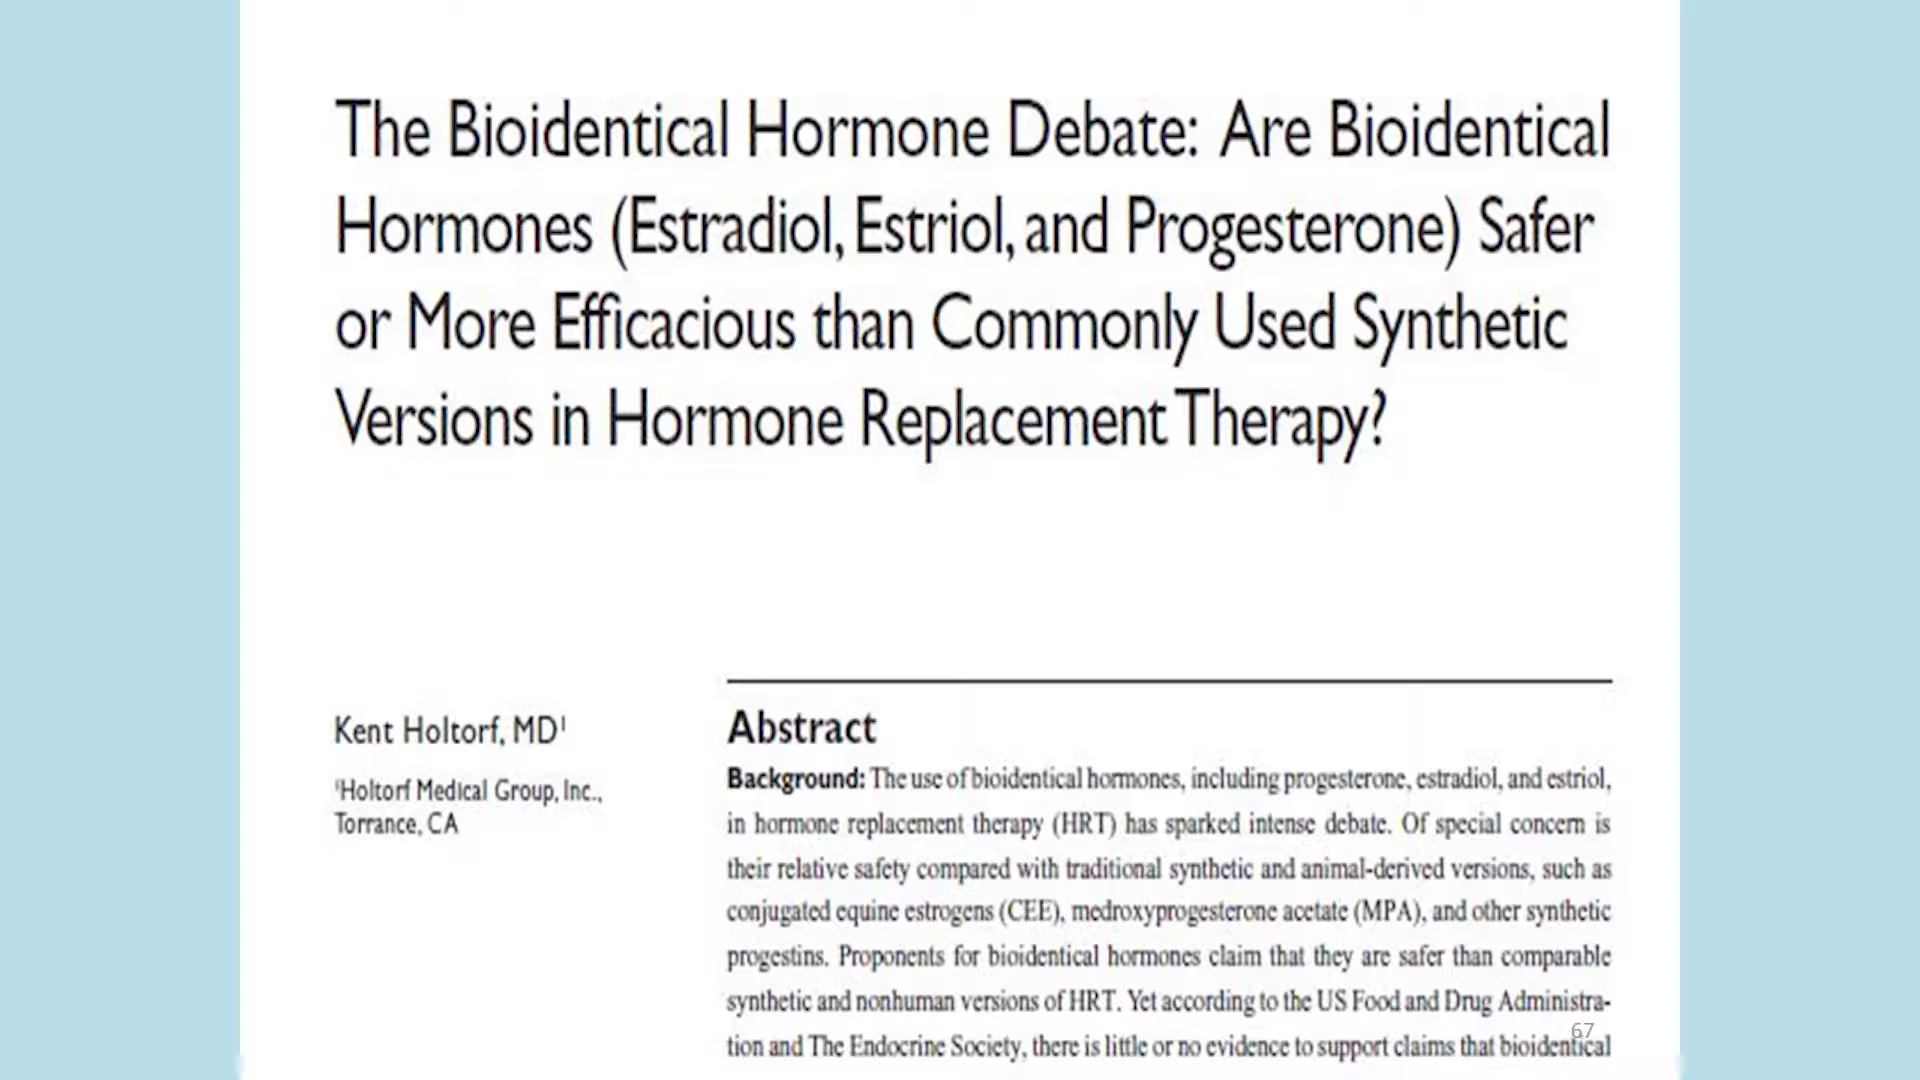 The Bioidentical Hormone Debate: Are Bioidentical
Hormones (Estradiol, Estriol, and Progesterone) Safer
or More Efficacious than Commonly Used Synthetic
Versions in Hormone Replacement Therapy?
Kent Holtorf, MD¹
¹Holtorf Medical Group, Inc.,
Torrance, CA
Abstract
Background: The use of bioidentical hormones, including progesterone, estradiol, and estriol,
in hormone replacement therapy (HRT) has sparked intense debate. Of special concern is
their relative safety compared with traditional synthetic and animal-derived versions, such as
conjugated equine estrogens (CEE), medroxyprogesterone acetate (MPA), and other synthetic
progestins. Proponents for bioidentical hormones claim that they are safer than comparable
synthetic and nonhuman versions of HRT. Yet according to the US Food and Drug Administra-
tion and The Endocrine Society, there is little or no evidence to support claims that bioidentical
67